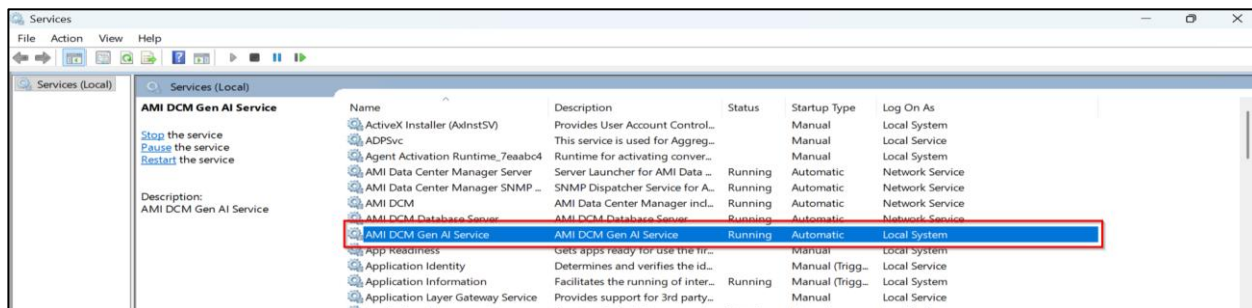 Services
File Action View Help
Services (Local)
Services (Local)
AMI DCM Gen AI Service
Stop the service
Pause the service
Restart the service
Description:
AMI DCM Gen AI Service
Name Description Status Startup Type Log On As
ActiveX Installer (AxInstSV) Provides User Account Control... Manual Local System
ADPSvc This service is used for Aggreg... Manual Local Service
Agent Activation Runtime_7eaabc4 Runtime for activating conver... Manual Local System
AMI Data Center Manager Server Server Launcher for AMI Data ... Running Automatic Network Service
AMI Data Center Manager SNMP ... SNMP Dispatcher Service for A... Running Automatic Network Service
AMI DCM AMI Data Center Manager incl... Running Automatic Network Service
AMI DCM Database Server AMI DCM Database Server Running Automatic Network Service
AMI DCM Gen AI Service AMI DCM Gen AI Service Running Automatic Local System
App Readiness Gets apps ready for use the fir... Manual Local System
Application Identity Determines and verifies the id... Manual (Trigg... Local Service
Application Information Facilitates the running of inter... Running Manual (Trigg... Local System
Application Layer Gateway Service Provides support for 3rd party... Manual Local Service